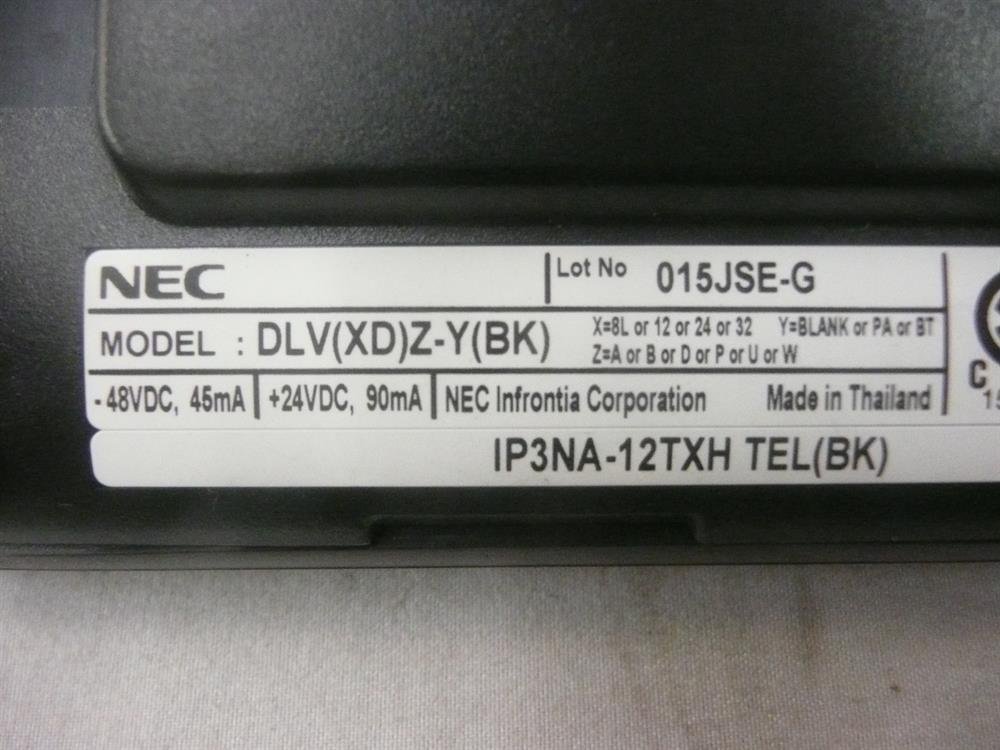 NEC
Lot No 015JSE-G
MODEL : DLV(XD)Z-Y(BK)
X=8L or 12 or 24 or 32 Y=BLANK or PA or BT
Z=A or B or D or P or U or W
-48VDC, 45mA +24VDC, 90mA NEC Infrontia Corporation Made in Thailand
C
IP3NA-12TXH TEL(BK)